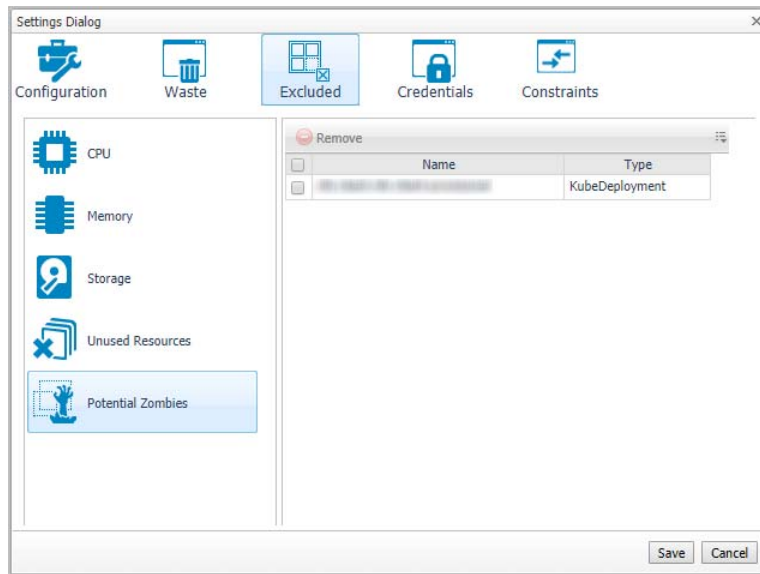 Settings Dialog
Configuration
Waste
Excluded
Credentials
Constraints
CPU
Memory
Storage
Unused Resources
Potential Zombies
Remove
Name Type
KubeDeployment
Save Cancel